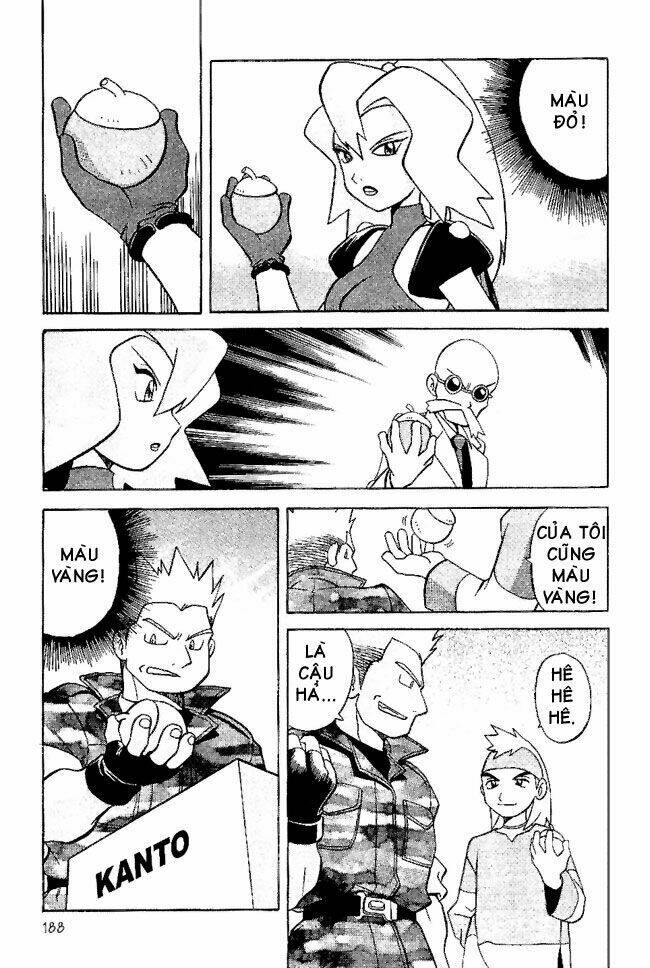 MÀU
ĐỎ!
MÀU
VÀNG!
CỦA TÔI
CŨNG
MÀU
VÀNG!
KANTO
LÀ
CẬU
HẢ...
HÊ
HÊ
HÊ.
188